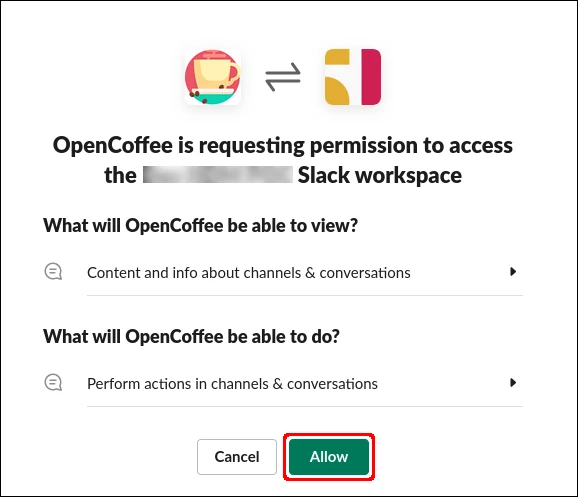 OpenCoffee is requesting permission to access
the Slack workspace
What will OpenCoffee be able to view?
Content and info about channels & conversations
What will OpenCoffee be able to do?
Perform actions in channels & conversations
Cancel
Allow